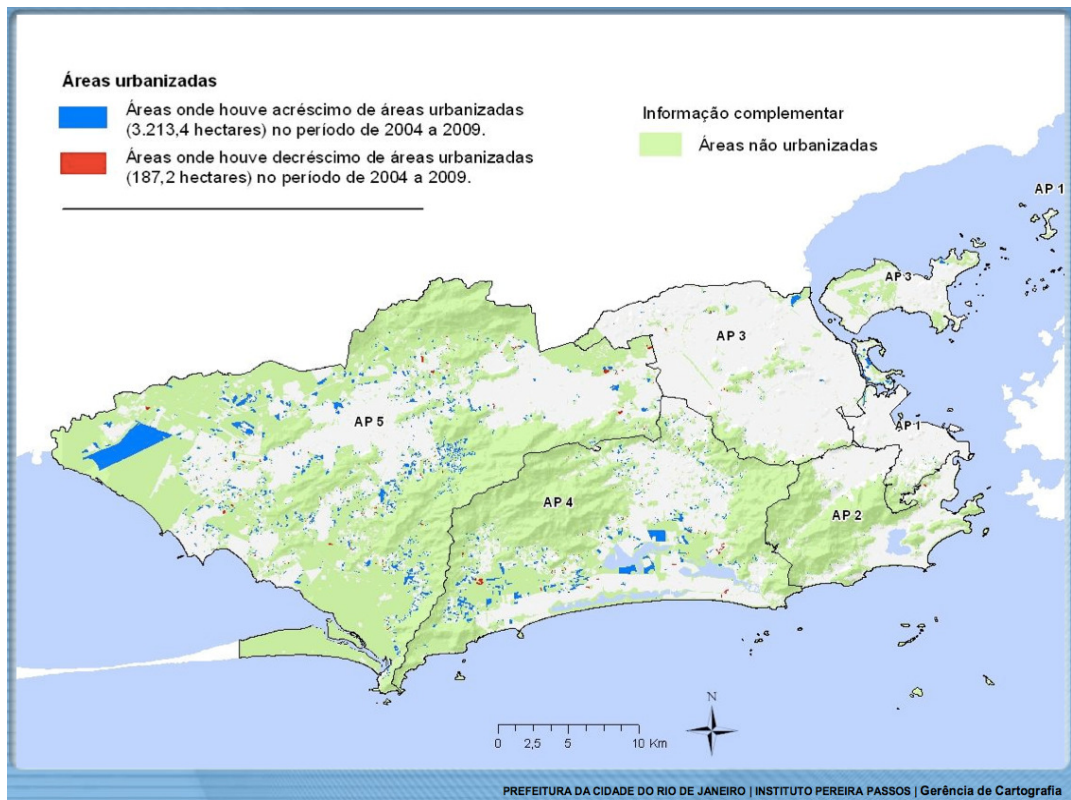 Áreas urbanizadas
Áreas onde houve acréscimo de áreas urbanizadas
(3.213,4 hectares) no período de 2004 a 2009.
Áreas onde houve decréscimo de áreas urbanizadas
(187,2 hectares) no período de 2004 a 2009.
Informação complementar
Áreas não urbanizadas
AP 1
AP 3
AP 3
AP 5
AP 1
AP 4
AP 2
N
0 2,5 5 10 Km
PREFEITURA DA CIDADE DO RIO DE JANEIRO | INSTITUTO PEREIRA PASSOS | Gerência de Cartografia